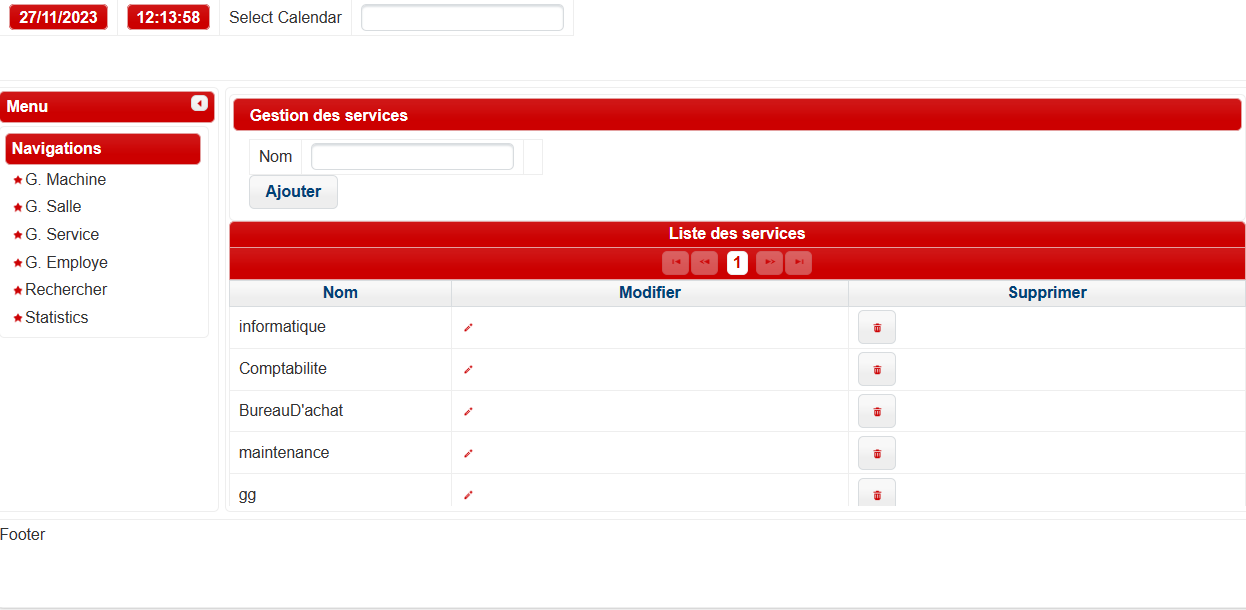 27/11/2023 12:13:58 Select Calendar
Menu
Navigations
G. Machine
G. Salle
G. Service
G. Employe
Rechercher
Statistics
Gestion des services
Nom
Ajouter
Liste des services
1
Nom Modifier Supprimer
informatique
Comptabilite
BureauD'achat
maintenance
gg
Footer